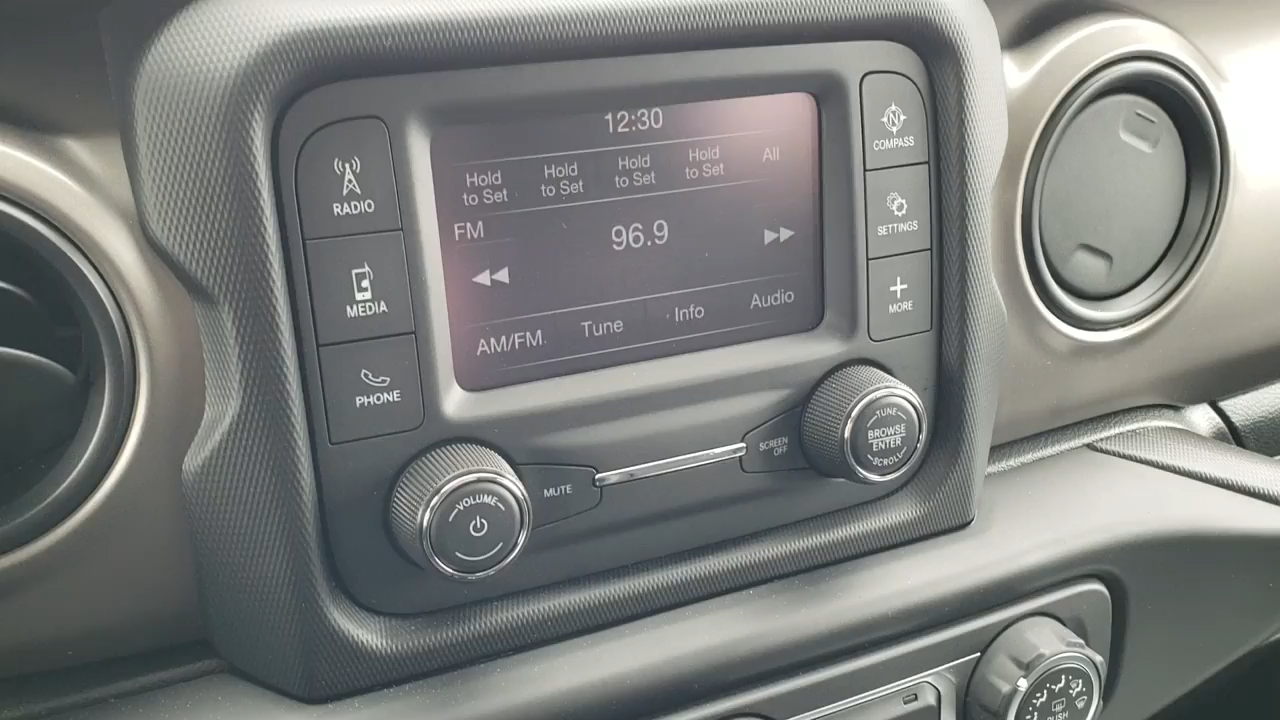 12:30
Hold
to Set
Hold
to Set
Hold
to Set
Hold
to Set
All
FM
96.9
AM/FM
Tune
Info
Audio
RADIO
MEDIA
PHONE
N
COMPASS
SETTINGS
MORE
VOLUME
MUTE
SCREEN
OFF
TUNE
BROWSE
ENTER
SCROLL
PUSH